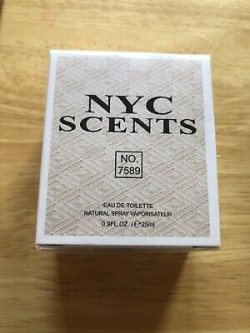 NYC
SCENTS
NO.
7589
EAU DE TOILETTE
NATURAL SPRAY VAPORISATEUR
0.9FL.OZ. / ℮25ml